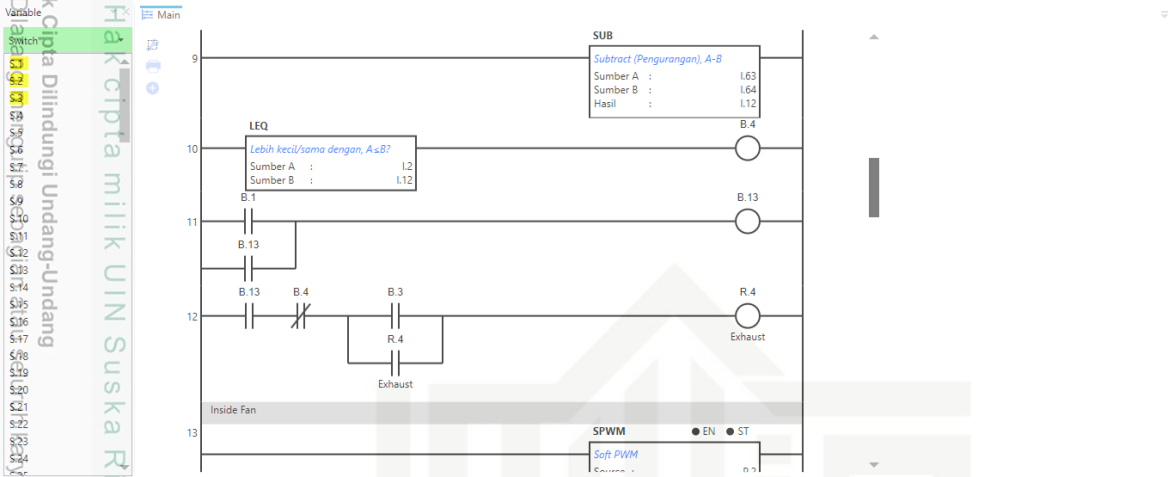 Variable
Main
Switch
S.1
S.2
S.3
S.4
S.5
S.6
S.7
S.8
S.9
S.10
S.11
S.12
S.13
S.14
S.15
S.16
S.17
S.18
S.19
S.20
S.21
S.22
S.23
S.24
Hak cipta milik UIN Suska R
k Cipta Dilindungi Undang-Undang
9
SUB
Subtract (Pengurangan), A-B
Sumber A : I.63
Sumber B : I.64
Hasil : I.12
10
LEQ
Lebih kecil/sama dengan, A≤B?
Sumber A : I.2
Sumber B : I.12
B.4
11
B.1
B.13
B.13
12
B.13
B.4
B.3
R.4
R.4
Exhaust
Exhaust
Inside Fan
13
SPWM
EN
ST
Soft PWM